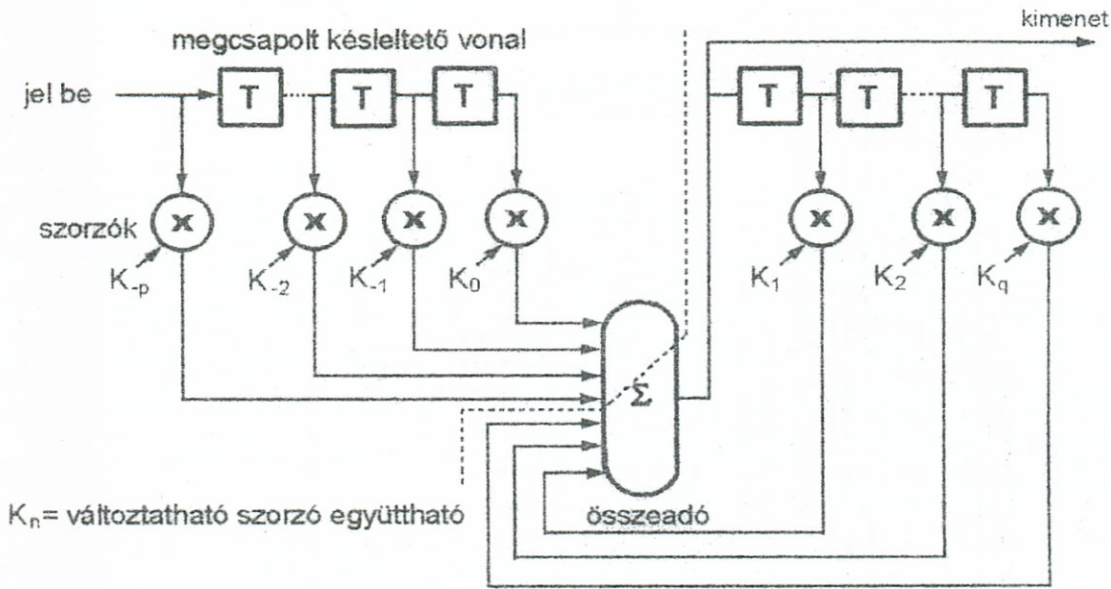 kimenet
megcsapolt késleltető vonal
jel be
T T T T T T
szorzók
x x x x x x x
K-p K-2 K-1 K0 K1 K2 Kq
Σ
Kn= változtatható szorzó együttható
összeadó